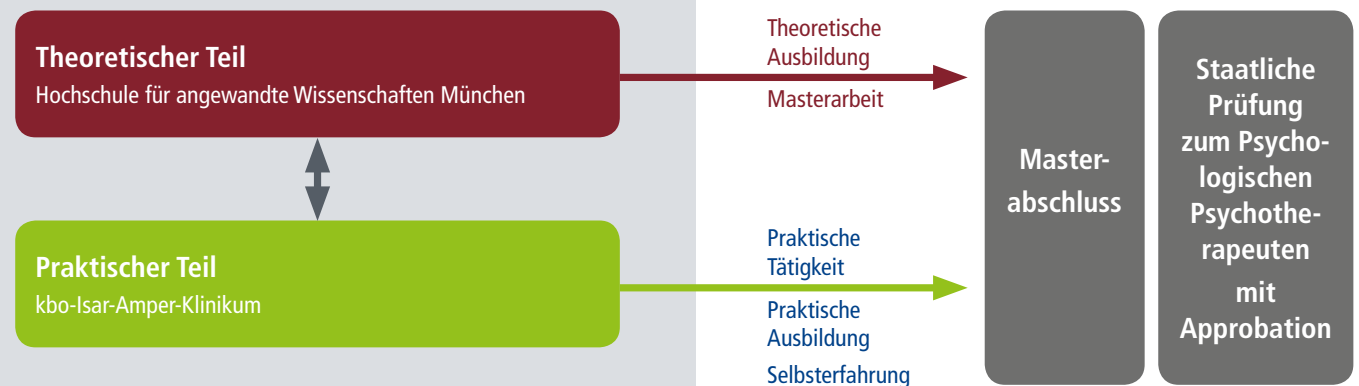 Theoretischer Teil
Hochschule für angewandte Wissenschaften München
Theoretische
Ausbildung
Masterarbeit
Praktischer Teil
kbo-Isar-Amper-Klinikum
Praktische
Tätigkeit
Praktische
Ausbildung
Selbsterfahrung
Master-
abschluss
Staatliche
Prüfung
zum Psycho-
logischen
Psychothe-
rapeuten
mit
Approbation